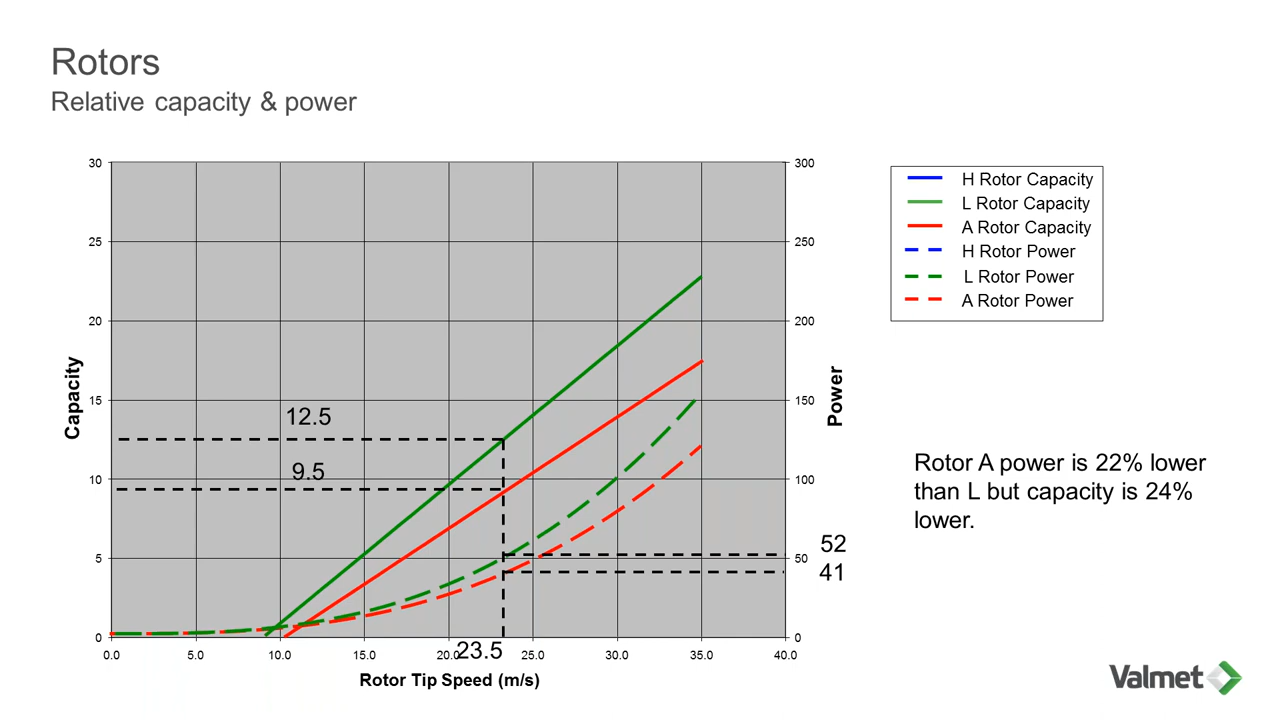 Rotors
Relative capacity & power
30
25
20
15
10
5
0
Capacity
300
250
200
150
100
50
0
Power
12.5
9.5
52
41
0.0 5.0 10.0 15.0 20.0 25.0 30.0 35.0 40.0
23.5
Rotor Tip Speed (m/s)
H Rotor Capacity
L Rotor Capacity
A Rotor Capacity
H Rotor Power
L Rotor Power
A Rotor Power
Rotor A power is 22% lower
than L but capacity is 24%
lower.
Valmet